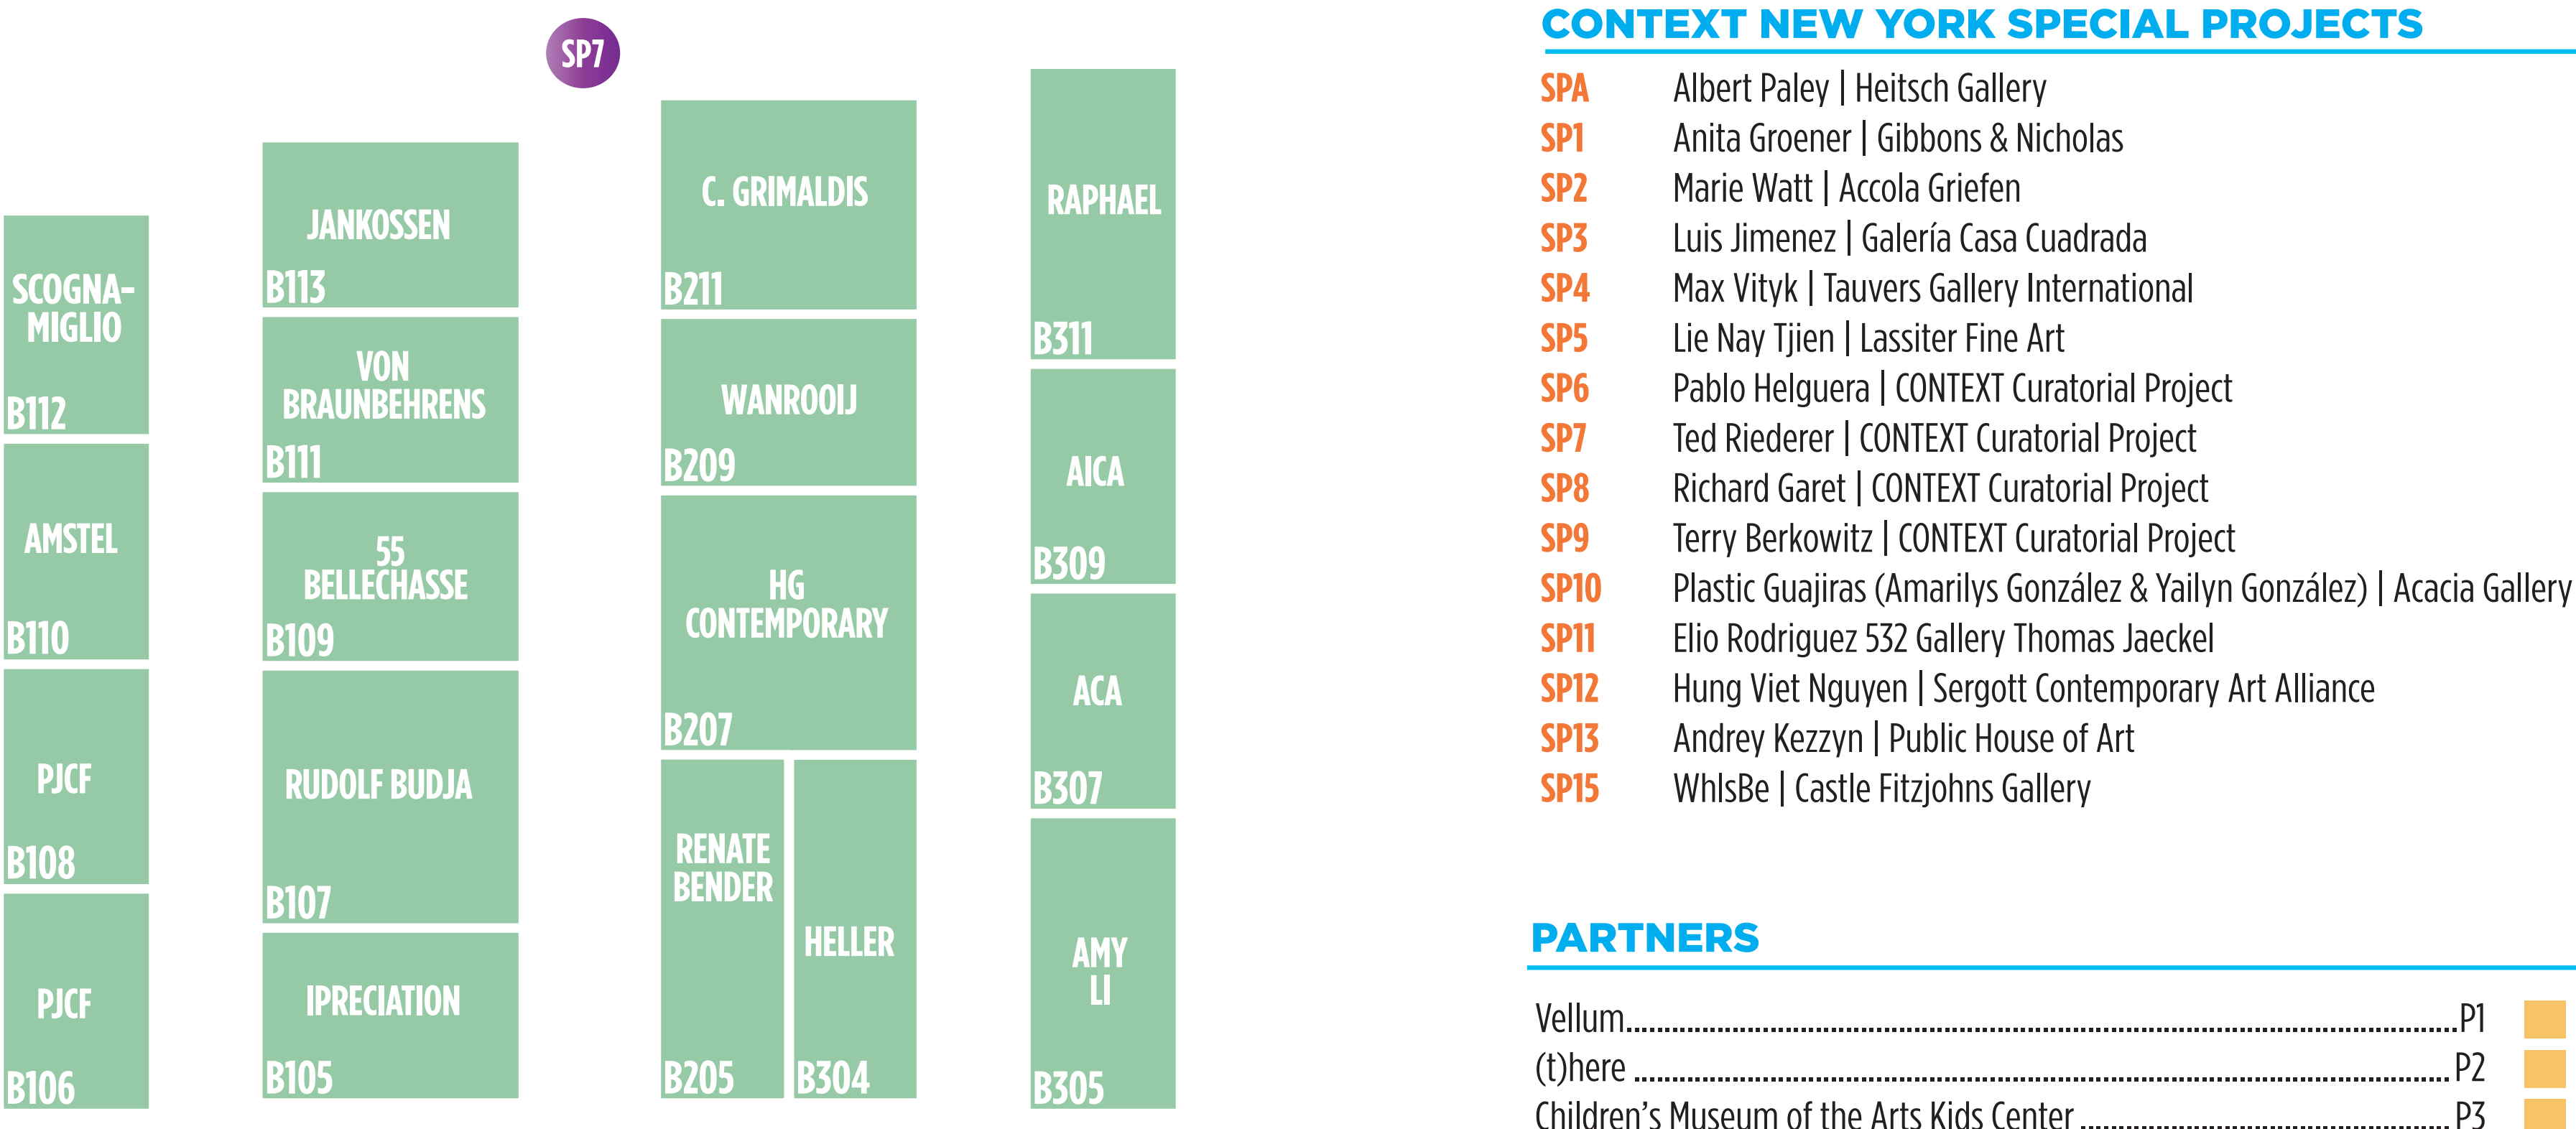 SP7
SCOGNA-
MIGLIO
B112
AMSTEL
B110
PJCF
B108
PJCF
B106
JANKOSSEN
B113
VON
BRAUNBEHRENS
B111
55
BELLECHASSE
B109
RUDOLF BUDJA
B107
IPRECIATION
B105
C. GRIMALDIS
B211
WANROOIJ
B209
HG
CONTEMPORARY
B207
RENATE
BENDER
B205
HELLER
B304
RAPHAEL
B311
AICA
B309
ACA
B307
AMY
LI
B305
CONTEXT NEW YORK SPECIAL PROJECTS
SPA Albert Paley | Heitsch Gallery
SP1 Anita Groener | Gibbons & Nicholas
SP2 Marie Watt | Accola Griefen
SP3 Luis Jimenez | Galería Casa Cuadrada
SP4 Max Vityk | Tauvers Gallery International
SP5 Lie Nay Tjien | Lassiter Fine Art
SP6 Pablo Helguera | CONTEXT Curatorial Project
SP7 Ted Riederer | CONTEXT Curatorial Project
SP8 Richard Garet | CONTEXT Curatorial Project
SP9 Terry Berkowitz | CONTEXT Curatorial Project
SP10 Plastic Guajiras (Amarilys González & Yailyn González) | Acacia Gallery
SP11 Elio Rodriguez 532 Gallery Thomas Jaeckel
SP12 Hung Viet Nguyen | Sergott Contemporary Art Alliance
SP13 Andrey Kezzyn | Public House of Art
SP15 WhIsBe | Castle Fitzjohns Gallery
PARTNERS
Vellum P1
(t)here P2
Children's Museum of the Arts Kids Center P3